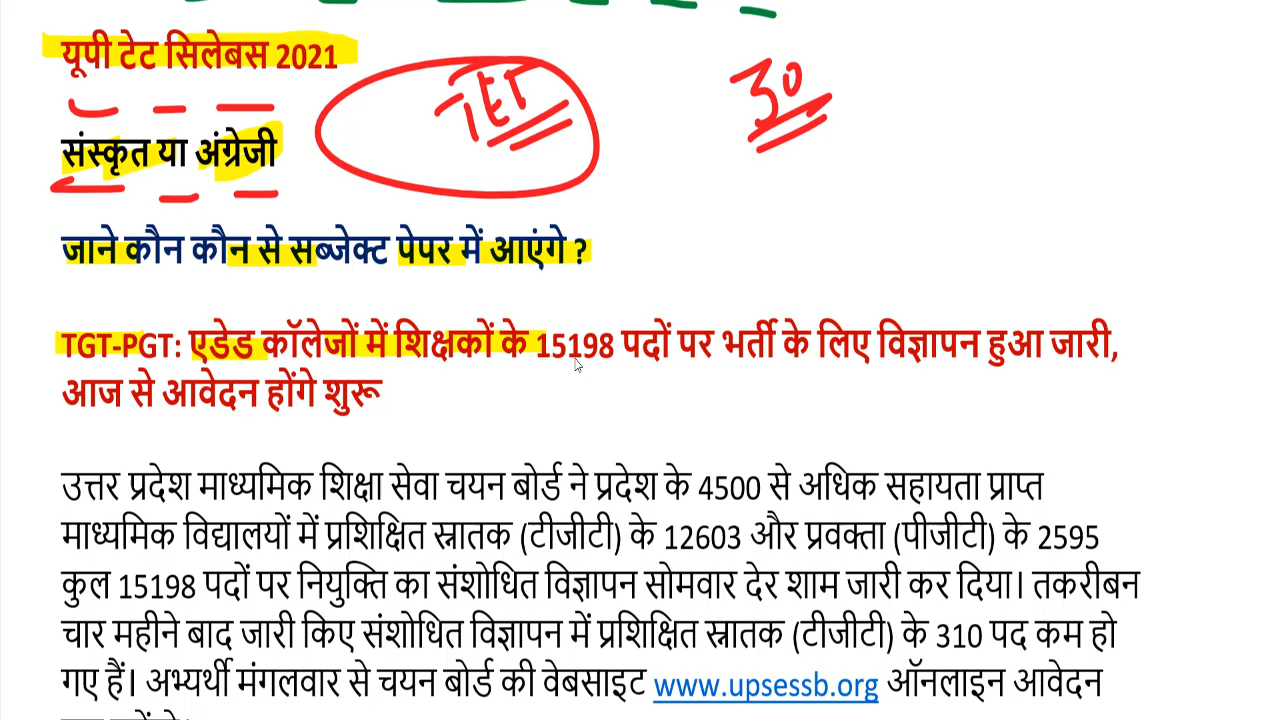 यूपी टेट सिलेबस 2021
TET
30
संस्कृत या अंग्रेजी
जाने कौन कौन से सब्जेक्ट पेपर में आएंगे ?
TGT-PGT: एडेड कॉलेजों में शिक्षकों के 15198 पदों पर भर्ती के लिए विज्ञापन हुआ जारी,
आज से आवेदन होंगे शुरू
उत्तर प्रदेश माध्यमिक शिक्षा सेवा चयन बोर्ड ने प्रदेश के 4500 से अधिक सहायता प्राप्त
माध्यमिक विद्यालयों में प्रशिक्षित स्नातक (टीजीटी) के 12603 और प्रवक्ता (पीजीटी) के 2595
कुल 15198 पदों पर नियुक्ति का संशोधित विज्ञापन सोमवार देर शाम जारी कर दिया। तकरीबन
चार महीने बाद जारी किए संशोधित विज्ञापन में प्रशिक्षित स्नातक (टीजीटी) के 310 पद कम हो
गए हैं। अभ्यर्थी मंगलवार से चयन बोर्ड की वेबसाइट www.upsessb.org ऑनलाइन आवेदन